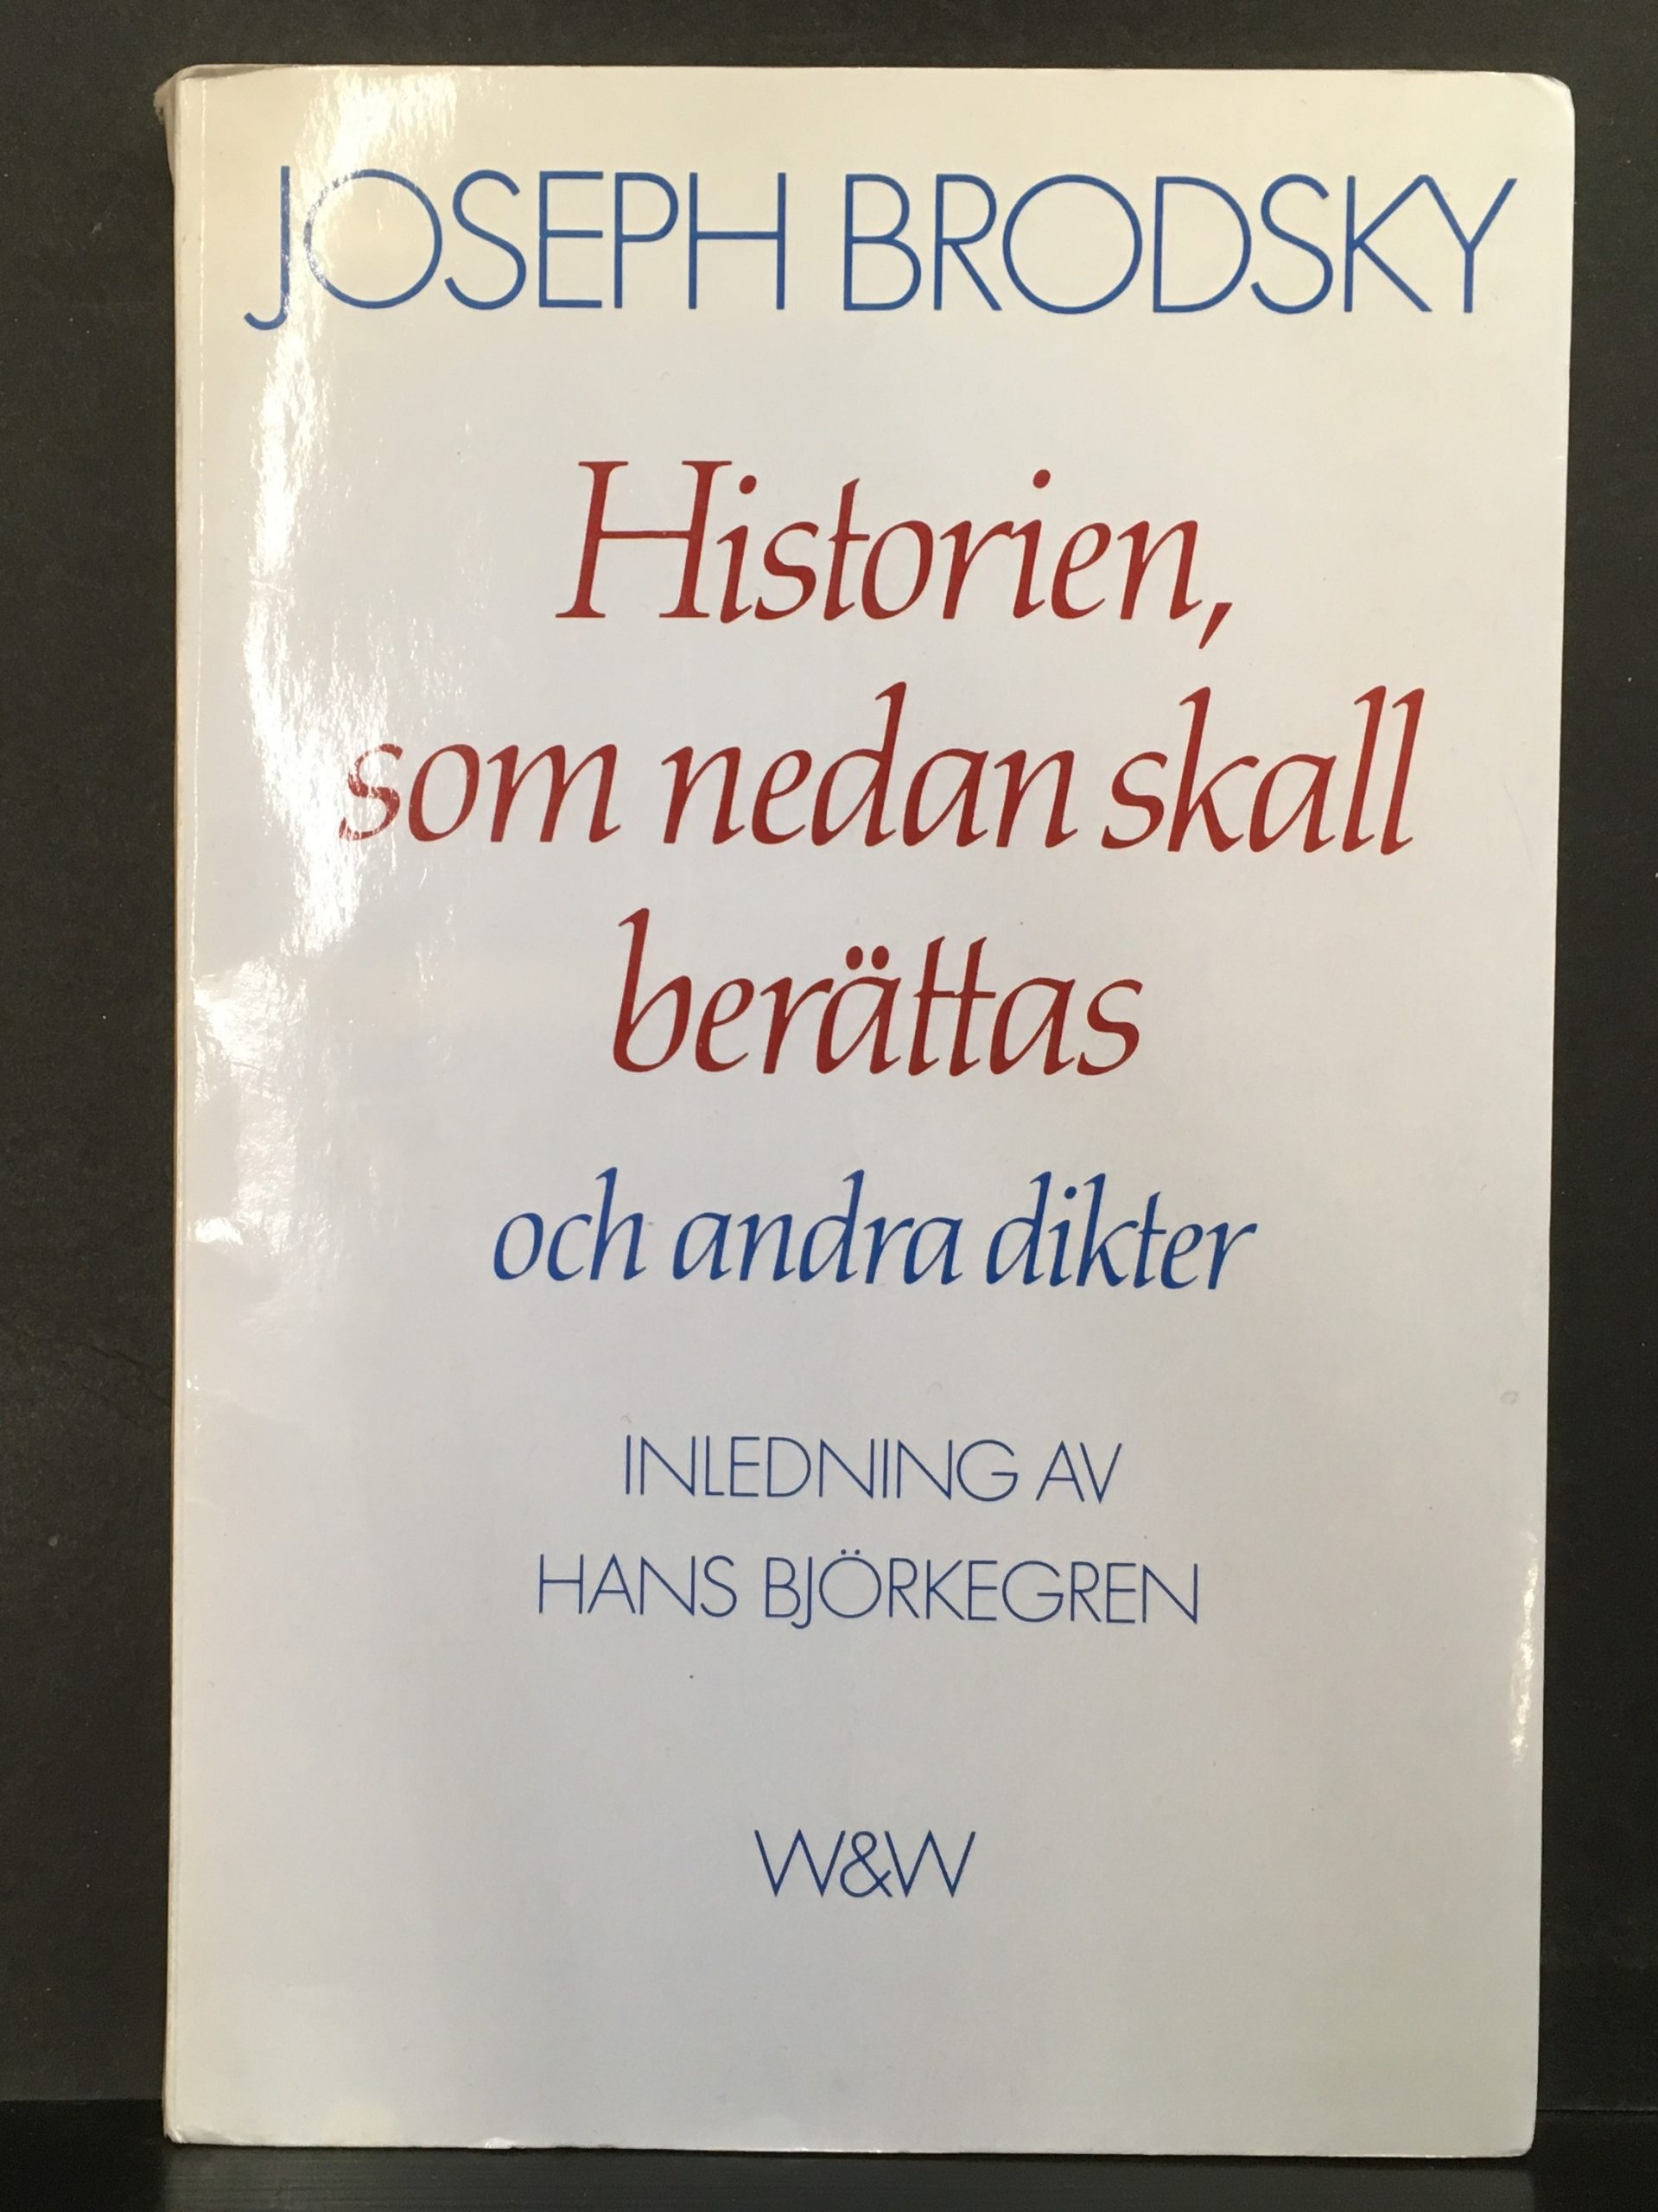 JOSEPH BRODSKY
Historien,
som nedan skall
berättas
och andra dikter
INLEDNING AV
HANS BJÖRKEGREN
W&W